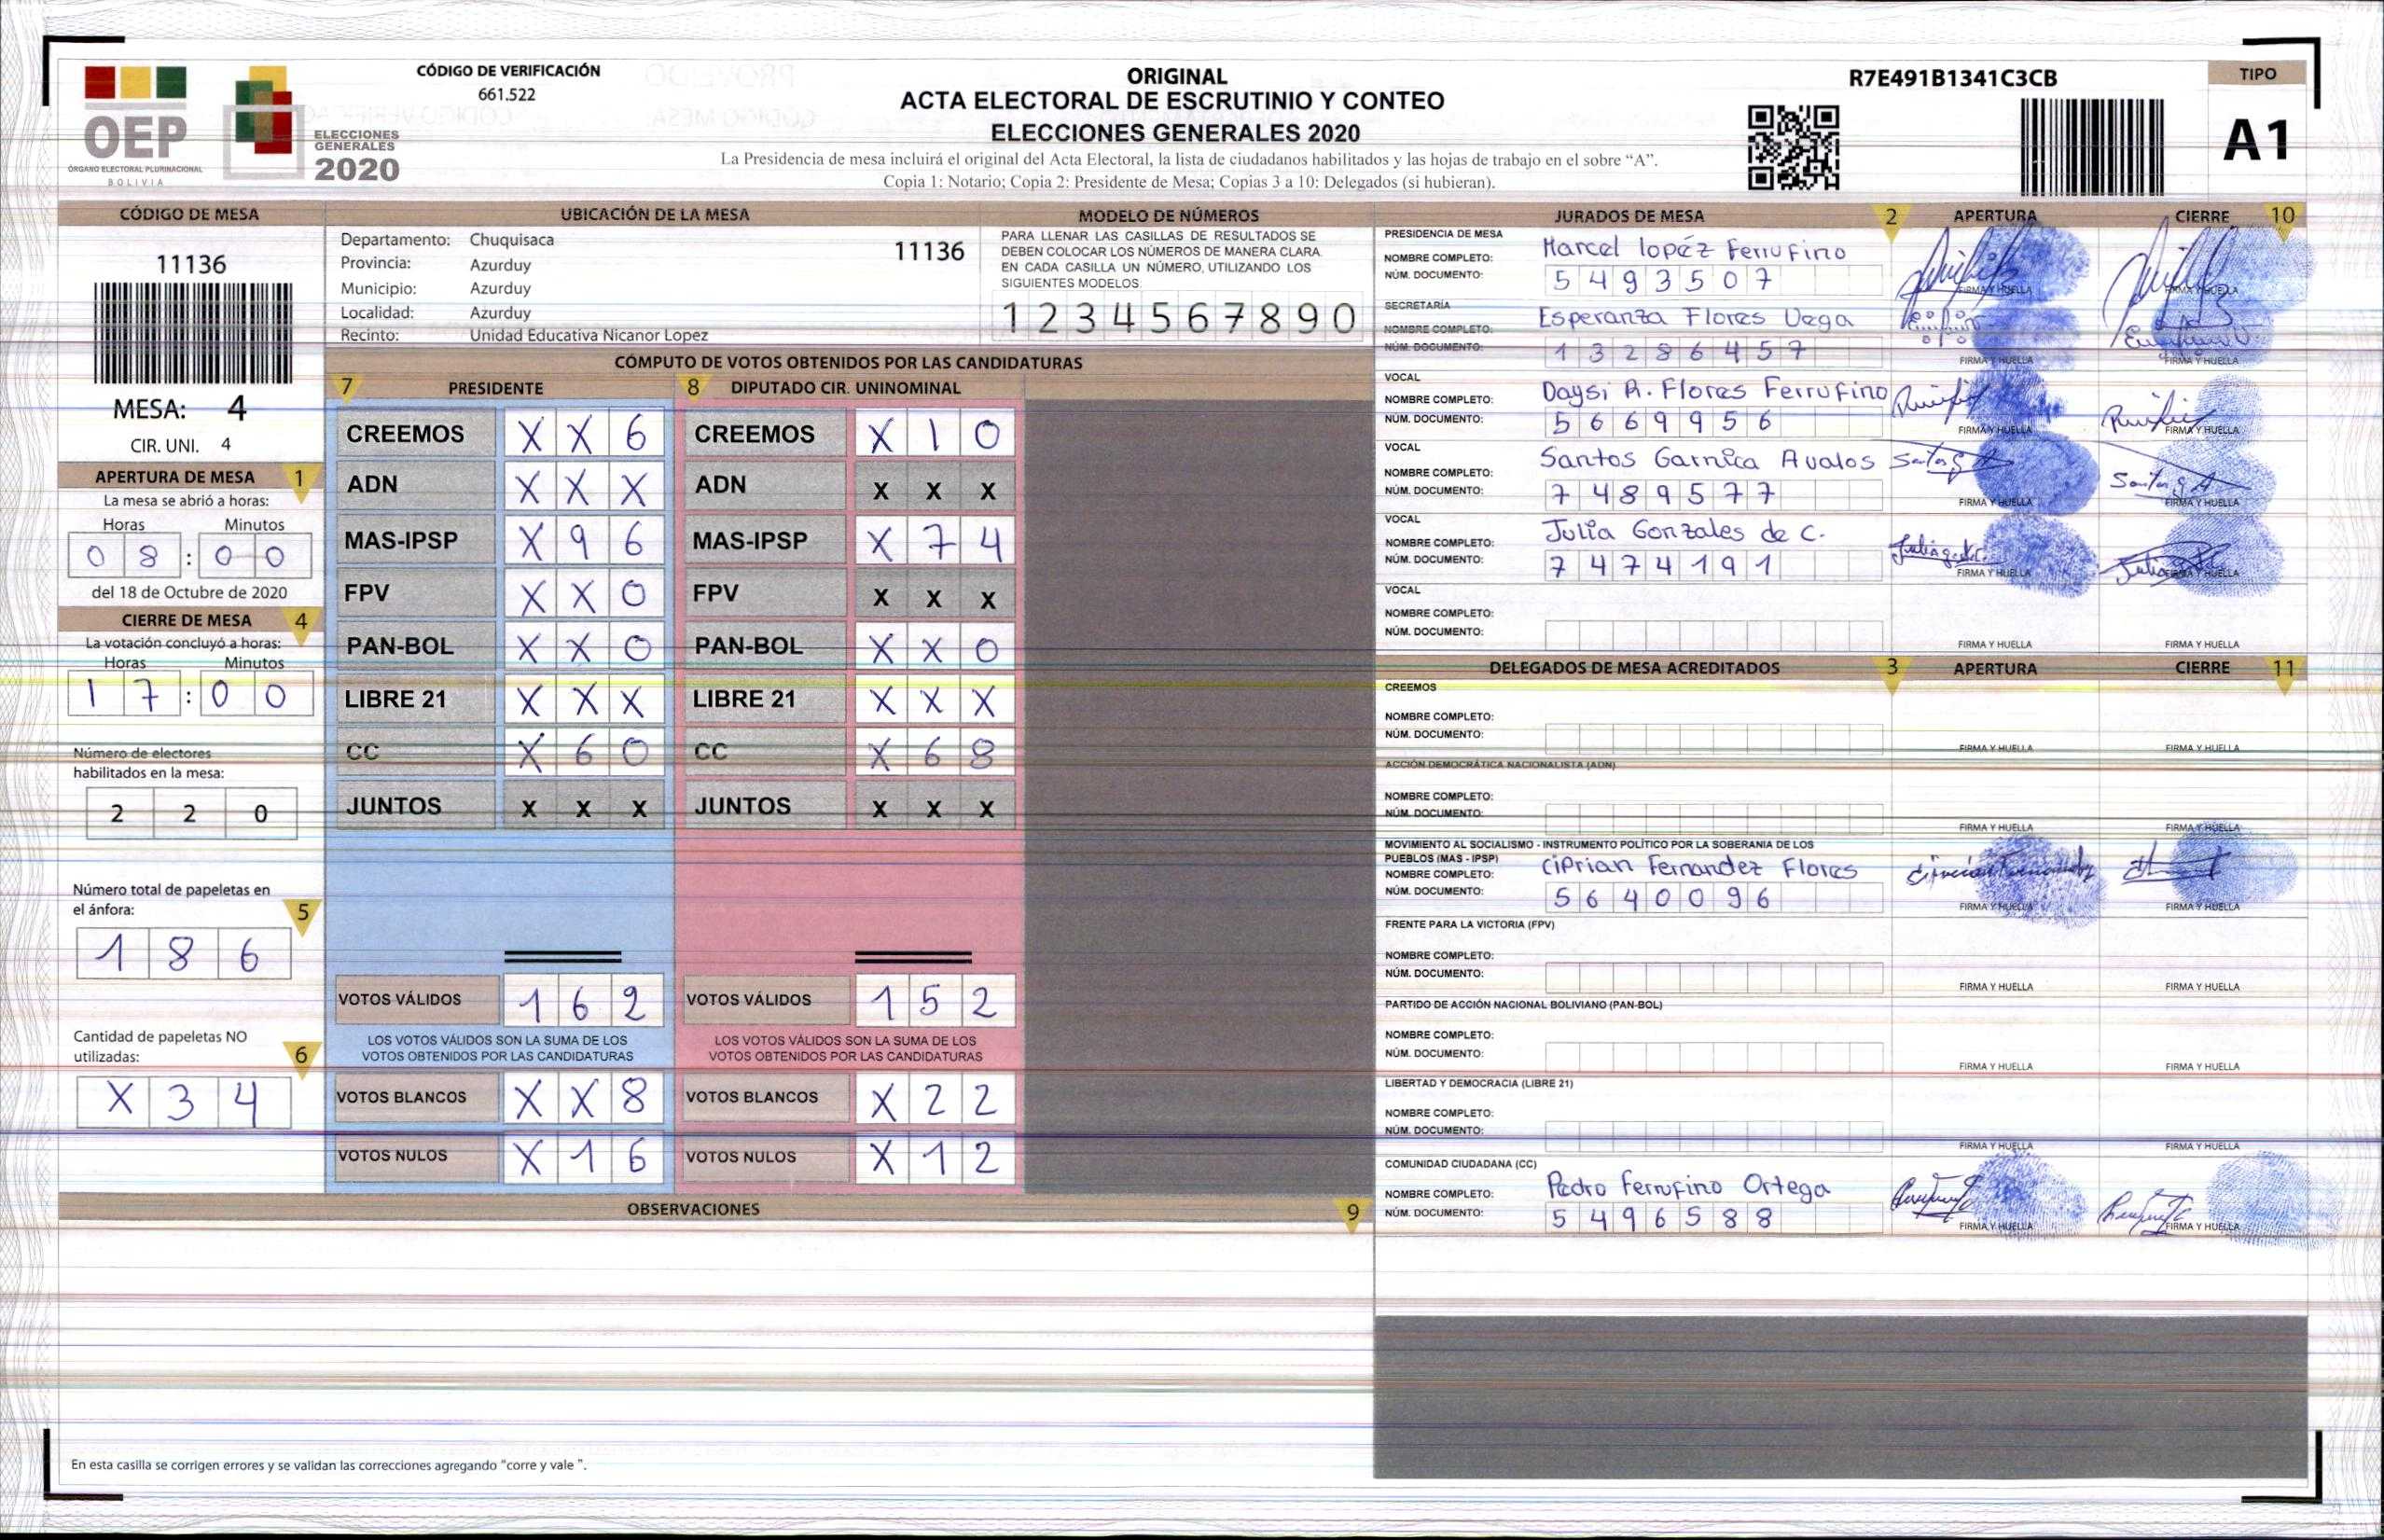 CÓDIGO DE VERIFICACIÓN
661.522
OEP
ÓRGANO ELECTORAL PLURINACIONAL
BOLIVIA
ELECCIONES
GENERALES
2020
ORIGINAL
ACTA ELECTORAL DE ESCRUTINIO Y CONTEO
ELECCIONES GENERALES 2020
La Presidencia de mesa incluirá el original del Acta Electoral, la lista de ciudadanos habilitados y las hojas de trabajo en el sobre “A”.
Copia 1: Notario; Copia 2: Presidente de Mesa; Copias 3 a 10: Delegados (si hubieran).
R7E491B1341C3CB
TIPO
A1
CÓDIGO DE MESA
11136
MESA: 4
CIR. UNI. 4
APERTURA DE MESA 1
La mesa se abrió a horas:
Horas Minutos
0 8 : 0 0
del 18 de Octubre de 2020
CIERRE DE MESA 4
La votación concluyó a horas:
Horas Minutos
1 7 : 0 0
Número de electores
habilitados en la mesa:
2 2 0
Número total de papeletas en
el ánfora:
5
1 8 6
Cantidad de papeletas NO
utilizadas:
6
X 3 4
UBICACIÓN DE LA MESA
Departamento: Chuquisaca 11136
Provincia: Azurduy
Municipio: Azurduy
Localidad: Azurduy
Recinto: Unidad Educativa Nicanor Lopez
MODELO DE NÚMEROS
PARA LLENAR LAS CASILLAS DE RESULTADOS SE
DEBEN COLOCAR LOS NÚMEROS DE MANERA CLARA.
EN CADA CASILLA UN NÚMERO, UTILIZANDO LOS
SIGUIENTES MODELOS.
1 2 3 4 5 6 7 8 9 0
CÓMPUTO DE VOTOS OBTENIDOS POR LAS CANDIDATURAS
7 PRESIDENTE 8 DIPUTADO CIR. UNINOMINAL
CREEMOS X X 6 CREEMOS X 1 0
ADN X X X ADN X X X
MAS-IPSP X 9 6 MAS-IPSP X 7 4
FPV X X 0 FPV X X X
PAN-BOL X X 0 PAN-BOL X X 0
LIBRE 21 X X X LIBRE 21 X X X
CC X 6 0 CC X 6 8
JUNTOS X X X JUNTOS X X X
VOTOS VÁLIDOS 1 6 2 VOTOS VÁLIDOS 1 5 2
LOS VOTOS VÁLIDOS SON LA SUMA DE LOS LOS VOTOS VÁLIDOS SON LA SUMA DE LOS
VOTOS OBTENIDOS POR LAS CANDIDATURAS VOTOS OBTENIDOS POR LAS CANDIDATURAS
VOTOS BLANCOS X X 8 VOTOS BLANCOS X 2 2
VOTOS NULOS X 1 6 VOTOS NULOS X 1 2
OBSERVACIONES 9
En esta casilla se corrigen errores y se validan las correcciones agregando "corre y vale ".
JURADOS DE MESA 2 APERTURA CIERRE 10
PRESIDENCIA DE MESA
NOMBRE COMPLETO: Marcel lopéz Ferrufino
NÚM. DOCUMENTO: 5 4 9 3 5 0 7
FIRMA Y HUELLA FIRMA Y HUELLA
SECRETARÍA
NOMBRE COMPLETO: Esperanza Flores Vega
NÚM. DOCUMENTO: 1 3 2 8 6 4 5 7
FIRMA Y HUELLA FIRMA Y HUELLA
VOCAL
NOMBRE COMPLETO: Daysi A. Flores Ferrufino
NÚM. DOCUMENTO: 5 6 6 9 9 5 6
FIRMA Y HUELLA FIRMA Y HUELLA
VOCAL
NOMBRE COMPLETO: Santos Garnica Avalos
NÚM. DOCUMENTO: 7 4 8 9 5 7 7
FIRMA Y HUELLA FIRMA Y HUELLA
VOCAL
NOMBRE COMPLETO: Julia Gonzales de C.
NÚM. DOCUMENTO: 7 4 7 4 1 9 1
FIRMA Y HUELLA FIRMA Y HUELLA
VOCAL
NOMBRE COMPLETO:
NÚM. DOCUMENTO:
FIRMA Y HUELLA FIRMA Y HUELLA
DELEGADOS DE MESA ACREDITADOS 3 APERTURA CIERRE 11
CREEMOS
NOMBRE COMPLETO:
NÚM. DOCUMENTO:
FIRMA Y HUELLA FIRMA Y HUELLA
ACCIÓN DEMOCRÁTICA NACIONALISTA (ADN)
NOMBRE COMPLETO:
NÚM. DOCUMENTO:
FIRMA Y HUELLA FIRMA Y HUELLA
MOVIMIENTO AL SOCIALISMO - INSTRUMENTO POLÍTICO POR LA SOBERANIA DE LOS
PUEBLOS (MAS - IPSP)
NOMBRE COMPLETO: Ciprian Fernandez Flores
NÚM. DOCUMENTO: 5 6 4 0 0 9 6
FIRMA Y HUELLA FIRMA Y HUELLA
FRENTE PARA LA VICTORIA (FPV)
NOMBRE COMPLETO:
NÚM. DOCUMENTO:
FIRMA Y HUELLA FIRMA Y HUELLA
PARTIDO DE ACCIÓN NACIONAL BOLIVIANO (PAN-BOL)
NOMBRE COMPLETO:
NÚM. DOCUMENTO:
FIRMA Y HUELLA FIRMA Y HUELLA
LIBERTAD Y DEMOCRACIA (LIBRE 21)
NOMBRE COMPLETO:
NÚM. DOCUMENTO:
FIRMA Y HUELLA FIRMA Y HUELLA
COMUNIDAD CIUDADANA (CC)
NOMBRE COMPLETO: Pedro Ferrufino Ortega
NÚM. DOCUMENTO: 5 4 9 6 5 8 8
FIRMA Y HUELLA FIRMA Y HUELLA